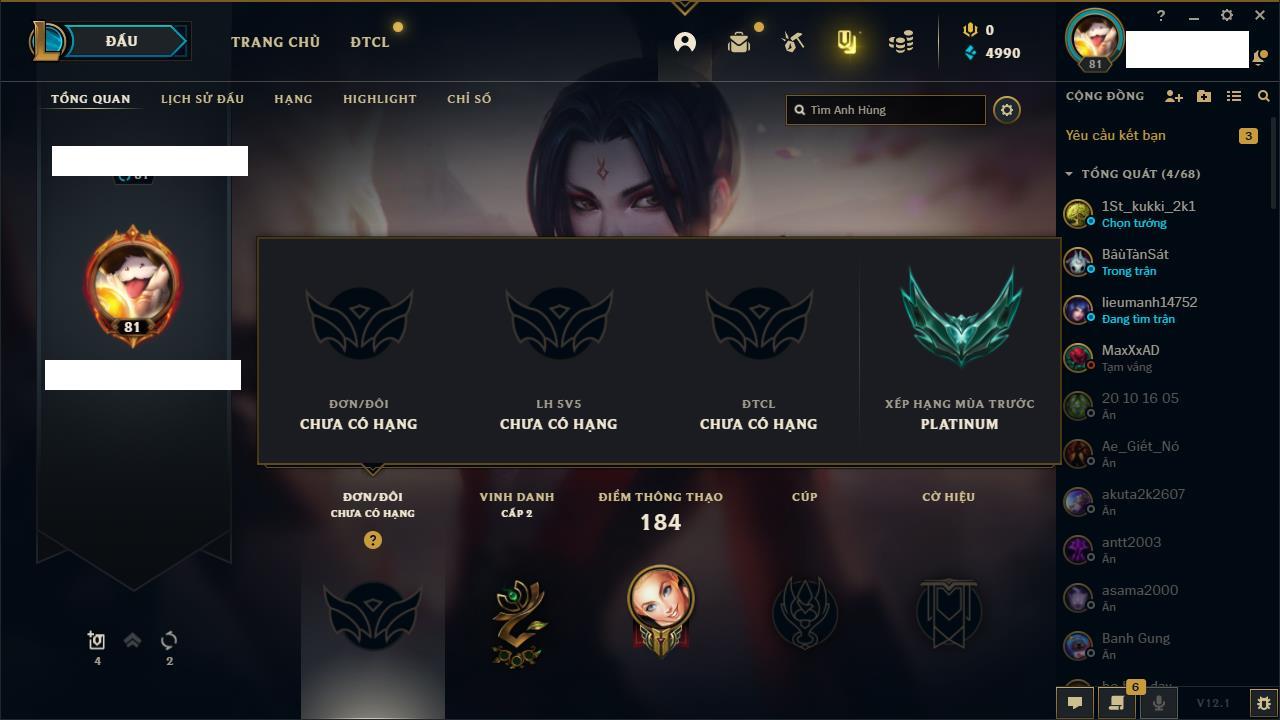 ĐẤU
TRANG CHỦ
ĐTCL
0
4990
?
81
TỔNG QUAN
LỊCH SỬ ĐẤU
HẠNG
HIGHLIGHT
CHỈ SỐ
Tìm Anh Hùng
81
ĐƠN/ĐÔI
CHƯA CÓ HẠNG
LH 5V5
CHƯA CÓ HẠNG
ĐTCL
CHƯA CÓ HẠNG
XẾP HẠNG MÙA TRƯỚC
PLATINUM
ĐƠN/ĐÔI
CHƯA CÓ HẠNG
?
VINH DANH
CẤP 2
ĐIỂM THÔNG THẠO
184
CÚP
CỜ HIỆU
4
2
CỘNG ĐỒNG
Yêu cầu kết bạn
3
TỔNG QUÁT (4/68)
1St_kukki_2k1
Chọn tướng
BâùTànSát
Trong trận
lieumanh14752
Đang tìm trận
MaxXxAD
Tạm vắng
20 10 16 05
Ẩn
Ae_Giết_Nó
Ẩn
akuta2k2607
Ẩn
antt2003
Ẩn
asama2000
Ẩn
Banh Gung
Ẩn
6
V12.1